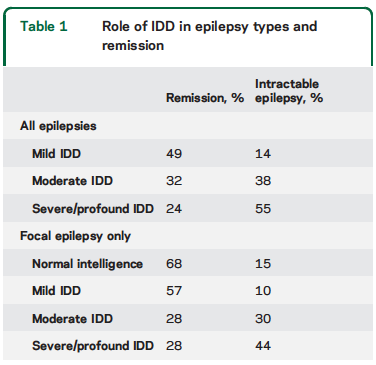 Table 1 Role of IDD in epilepsy types and
remission
Intractable
Remission, % epilepsy, %
All epilepsies
Mild IDD 49 14
Moderate IDD 32 38
Severe/profound IDD 24 55
Focal epilepsy only
Normal intelligence 68 15
Mild IDD 57 10
Moderate IDD 28 30
Severe/profound IDD 28 44